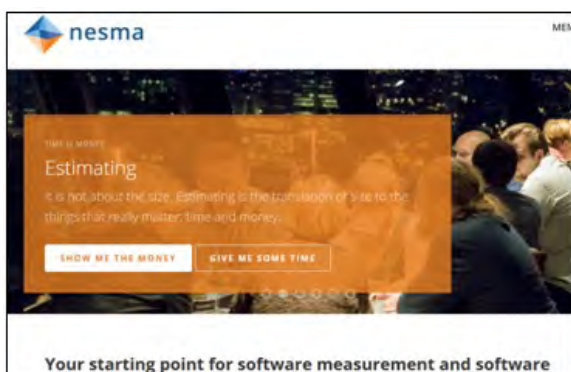 nesma
MEM
TIME IS MONEY
Estimating
It is not about the size. Estimating is the translation of size to the
things that really matter: time and money.
SHOW ME THE MONEY GIVE ME SOME TIME
Your starting point for software measurement and software